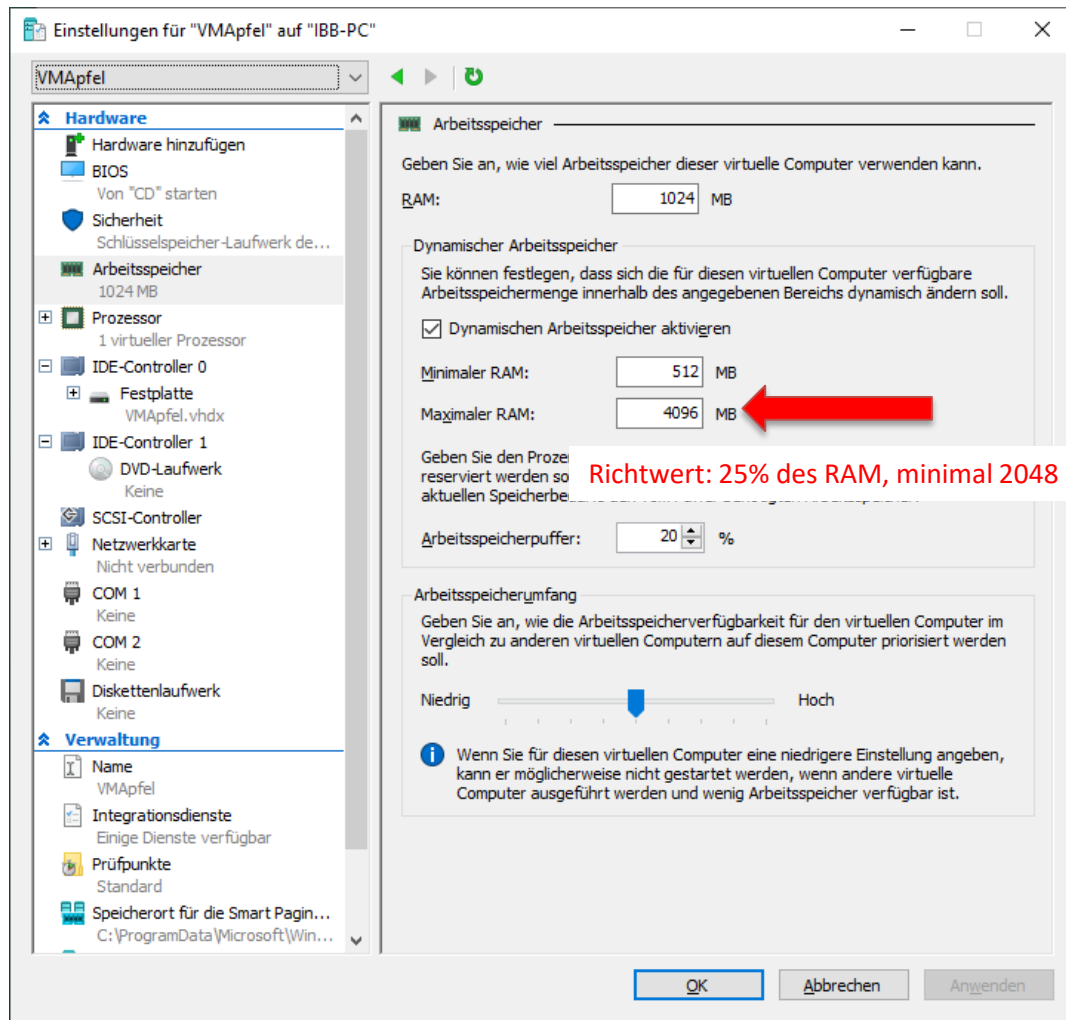 Einstellungen für "VMApfel" auf "IBB-PC"
VMApfel
Hardware
Hardware hinzufügen
BIOS
Von "CD" starten
Sicherheit
Schlüsselspeicher-Laufwerk de...
Arbeitsspeicher
1024 MB
Prozessor
1 virtueller Prozessor
IDE-Controller 0
Festplatte
VMApfel.vhdx
IDE-Controller 1
DVD-Laufwerk
Keine
SCSI-Controller
Netzwerkkarte
Nicht verbunden
COM 1
Keine
COM 2
Keine
Diskettenlaufwerk
Keine
Verwaltung
Name
VMApfel
Integrationsdienste
Einige Dienste verfügbar
Prüfpunkte
Standard
Speicherort für die Smart Pagin...
C:\ProgramData\Microsoft\Win...
Arbeitsspeicher
Geben Sie an, wie viel Arbeitsspeicher dieser virtuelle Computer verwenden kann.
RAM: 1024 MB
Dynamischer Arbeitsspeicher
Sie können festlegen, dass sich die für diesen virtuellen Computer verfügbare
Arbeitsspeichermenge innerhalb des angegebenen Bereichs dynamisch ändern soll.
Dynamischen Arbeitsspeicher aktivieren
Minimaler RAM: 512 MB
Maximaler RAM: 4096 MB
Geben Sie den Proze
reserviert werden so
Richtwert: 25% des RAM, minimal 2048
aktuellen
Arbeitsspeicherpuffer: 20 %
Arbeitsspeicherumfang
Geben Sie an, wie die Arbeitsspeicherverfügbarkeit für den virtuellen Computer im
Vergleich zu anderen virtuellen Computern auf diesem Computer priorisiert werden
soll.
Niedrig Hoch
Wenn Sie für diesen virtuellen Computer eine niedrigere Einstellung angeben,
kann er möglicherweise nicht gestartet werden, wenn andere virtuelle
Computer ausgeführt werden und wenig Arbeitsspeicher verfügbar ist.
OK Abbrechen Anwenden